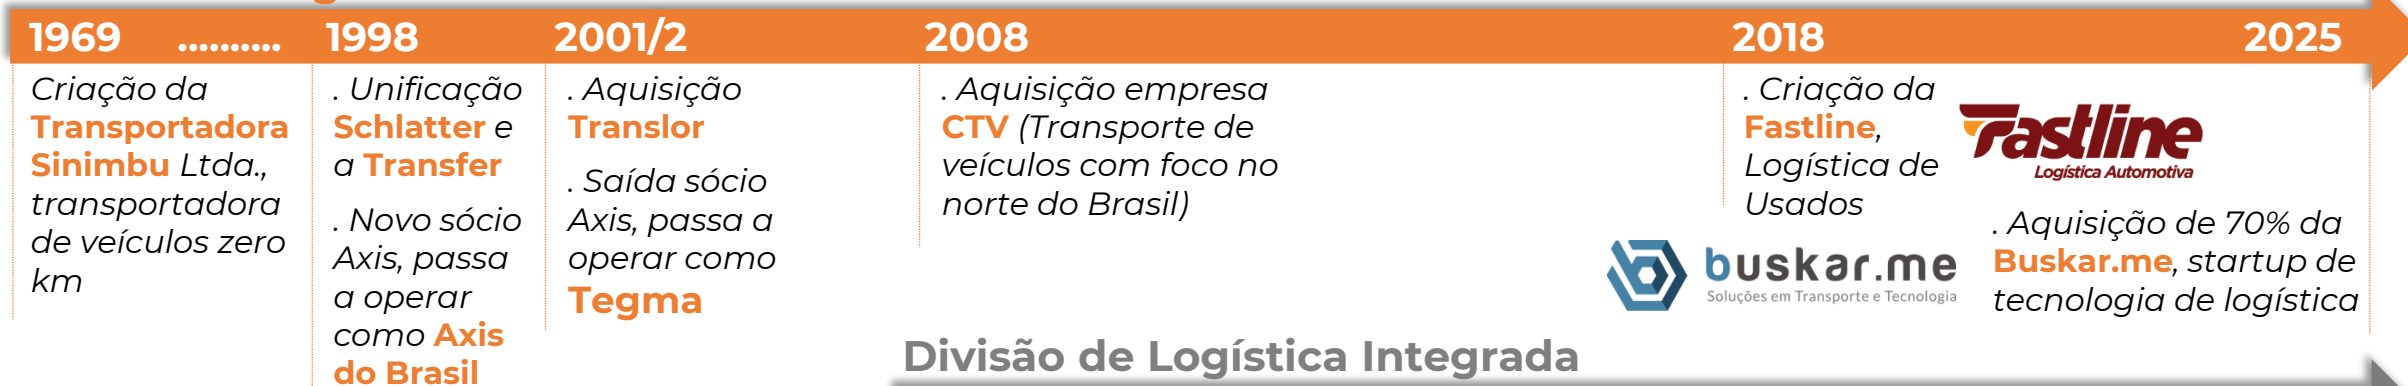 1969 .......... 1998 2001/2 2008 2018 2025
Criação da
Transportadora
Sinimbu Ltda.,
transportadora
de veículos zero
km
. Unificação
Schlatter e
a Transfer
. Novo sócio
Axis, passa
a operar
como Axis
do Brasil
. Aquisição
Translor
. Saída sócio
Axis, passa a
operar como
Tegma
. Aquisição empresa
CTV (Transporte de
veículos com foco no
norte do Brasil)
. Criação da
Fastline,
Logística de
Usados
Fastline
Logística Automotiva
buskar.me
Soluções em Transporte e Tecnologia
. Aquisição de 70% da
Buskar.me, startup de
tecnologia de logística
Divisão de Logística Integrada